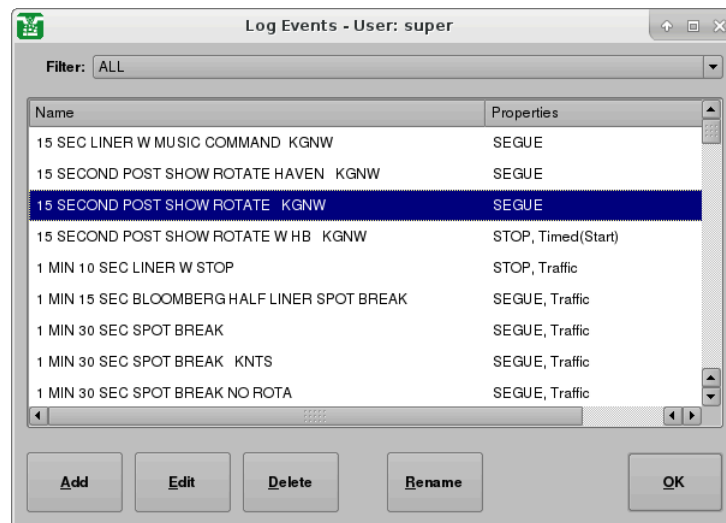 Log Events - User: super
Filter: ALL
Name Properties
15 SEC LINER W MUSIC COMMAND  KGNW SEGUE
15 SECOND POST SHOW ROTATE HAVEN   KGNW SEGUE
15 SECOND POST SHOW ROTATE   KGNW SEGUE
15 SECOND POST SHOW ROTATE W HB   KGNW STOP, Timed(Start)
1 MIN 10 SEC LINER W STOP STOP, Traffic
1 MIN 15 SEC BLOOMBERG HALF LINER SPOT BREAK SEGUE, Traffic
1 MIN 30 SEC SPOT BREAK SEGUE, Traffic
1 MIN 30 SEC SPOT BREAK   KNTS SEGUE, Traffic
1 MIN 30 SEC SPOT BREAK NO ROTA SEGUE, Traffic
Add Edit Delete Rename OK